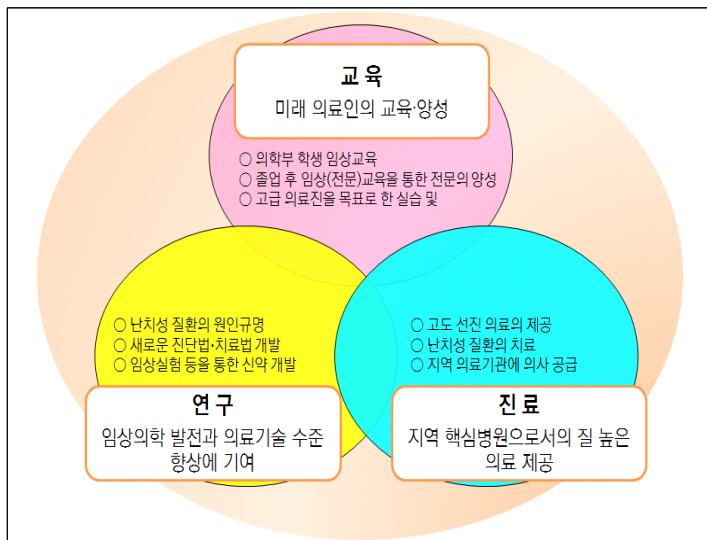 교 육
미래 의료인의 교육·양성
○ 의학부 학생 임상교육
○ 졸업 후 임상(전문)교육을 통한 전문의 양성
○ 고급 의료진을 목표로 한 실습 및
○ 난치성 질환의 원인규명
○ 새로운 진단법·치료법 개발
○ 임상실험 등을 통한 신약 개발
연 구
임상의학 발전과 의료기술 수준
향상에 기여
○ 고도 선진 의료의 제공
○ 난치성 질환의 치료
○ 지역 의료기관에 의사 공급
진 료
지역 핵심병원으로서의 질 높은
의료 제공